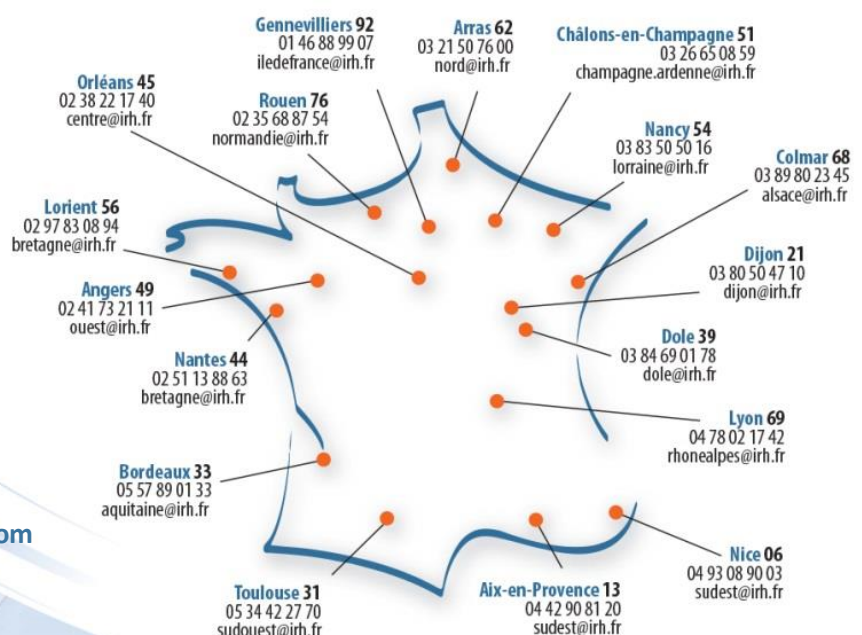 Gennevilliers 92
01 46 88 99 07
iledefrance@irh.fr
Arras 62
03 21 50 76 00
nord@irh.fr
Châlons-en-Champagne 51
03 26 65 08 59
champagne.ardenne@irh.fr
Orléans 45
02 38 22 17 40
centre@irh.fr
Rouen 76
02 35 68 87 54
normandie@irh.fr
Nancy 54
03 83 50 50 16
lorraine@irh.fr
Colmar 68
03 89 80 23 45
alsace@irh.fr
Lorient 56
02 97 83 08 94
bretagne@irh.fr
Dijon 21
03 80 50 47 10
dijon@irh.fr
Angers 49
02 41 73 21 11
ouest@irh.fr
Dole 39
03 84 69 01 78
dole@irh.fr
Nantes 44
02 51 13 88 63
bretagne@irh.fr
Lyon 69
04 78 02 17 42
rhonealpes@irh.fr
Bordeaux 33
05 57 89 01 33
aquitaine@irh.fr
om
Nice 06
04 93 08 90 03
sudest@irh.fr
Toulouse 31
05 34 42 27 70
sudouest@irh.fr
Aix-en-Provence 13
04 42 90 81 20
sudest@irh.fr